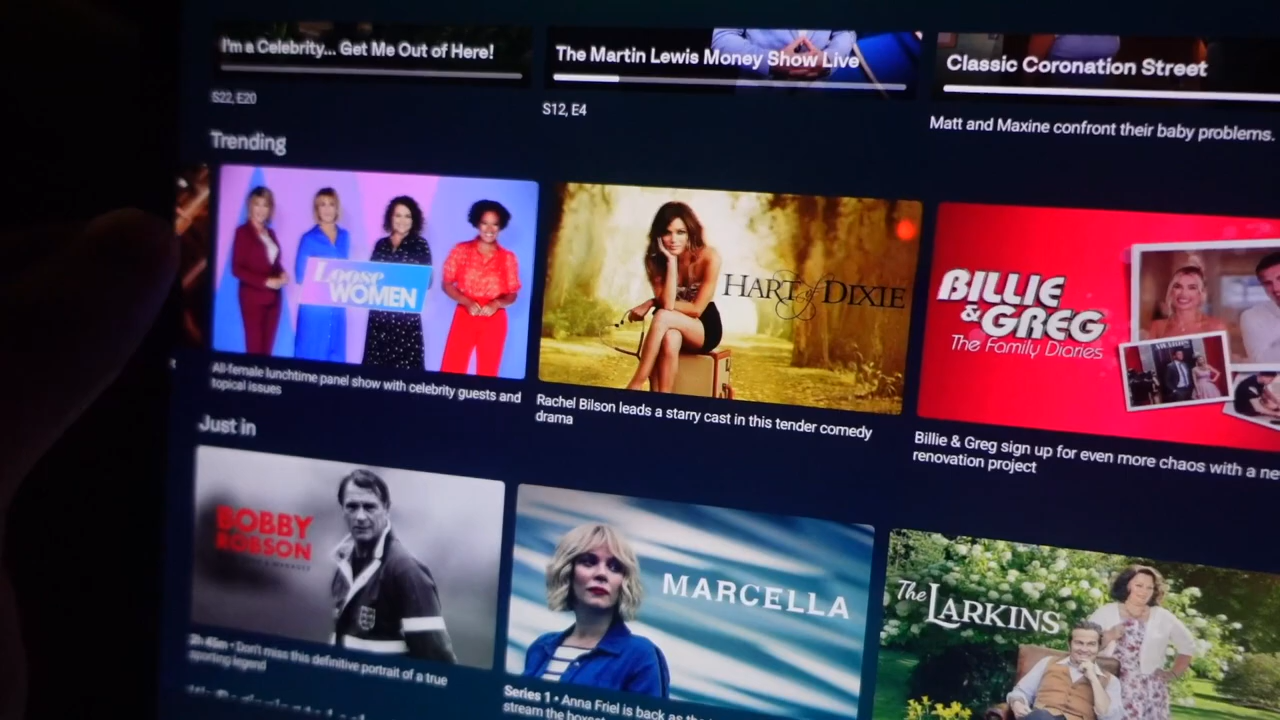 I'm a Celebrity... Get Me Out of Here!
S22, E20
The Martin Lewis Money Show Live
S12, E4
Classic Coronation Street
Matt and Maxine confront their baby problems.
Trending
Loose
WOMEN
All-female lunchtime panel show with celebrity guests and
topical issues
HART of DIXIE
Rachel Bilson leads a starry cast in this tender comedy
drama
BILLIE
& GREG
The Family Diaries
Billie & Greg sign up for even more chaos with a ne
renovation project
Just in
BOBBY
ROBSON
2h 45m • Don't miss this definitive portrait of a true
sporting legend
MARCELLA
Series 1 • Anna Friel is back as the
stream the boxset
The LARKINS